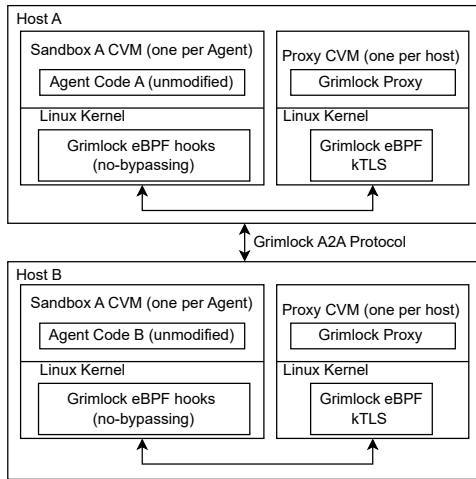 Host A
Sandbox A CVM (one per Agent)
Agent Code A (unmodified)
Linux Kernel
Grimlock eBPF hooks
(no-bypassing)
Proxy CVM (one per host)
Grimlock Proxy
Linux Kernel
Grimlock eBPF
kTLS
Grimlock A2A Protocol
Host B
Sandbox A CVM (one per Agent)
Agent Code B (unmodified)
Linux Kernel
Grimlock eBPF hooks
(no-bypassing)
Proxy CVM (one per host)
Grimlock Proxy
Linux Kernel
Grimlock eBPF
kTLS